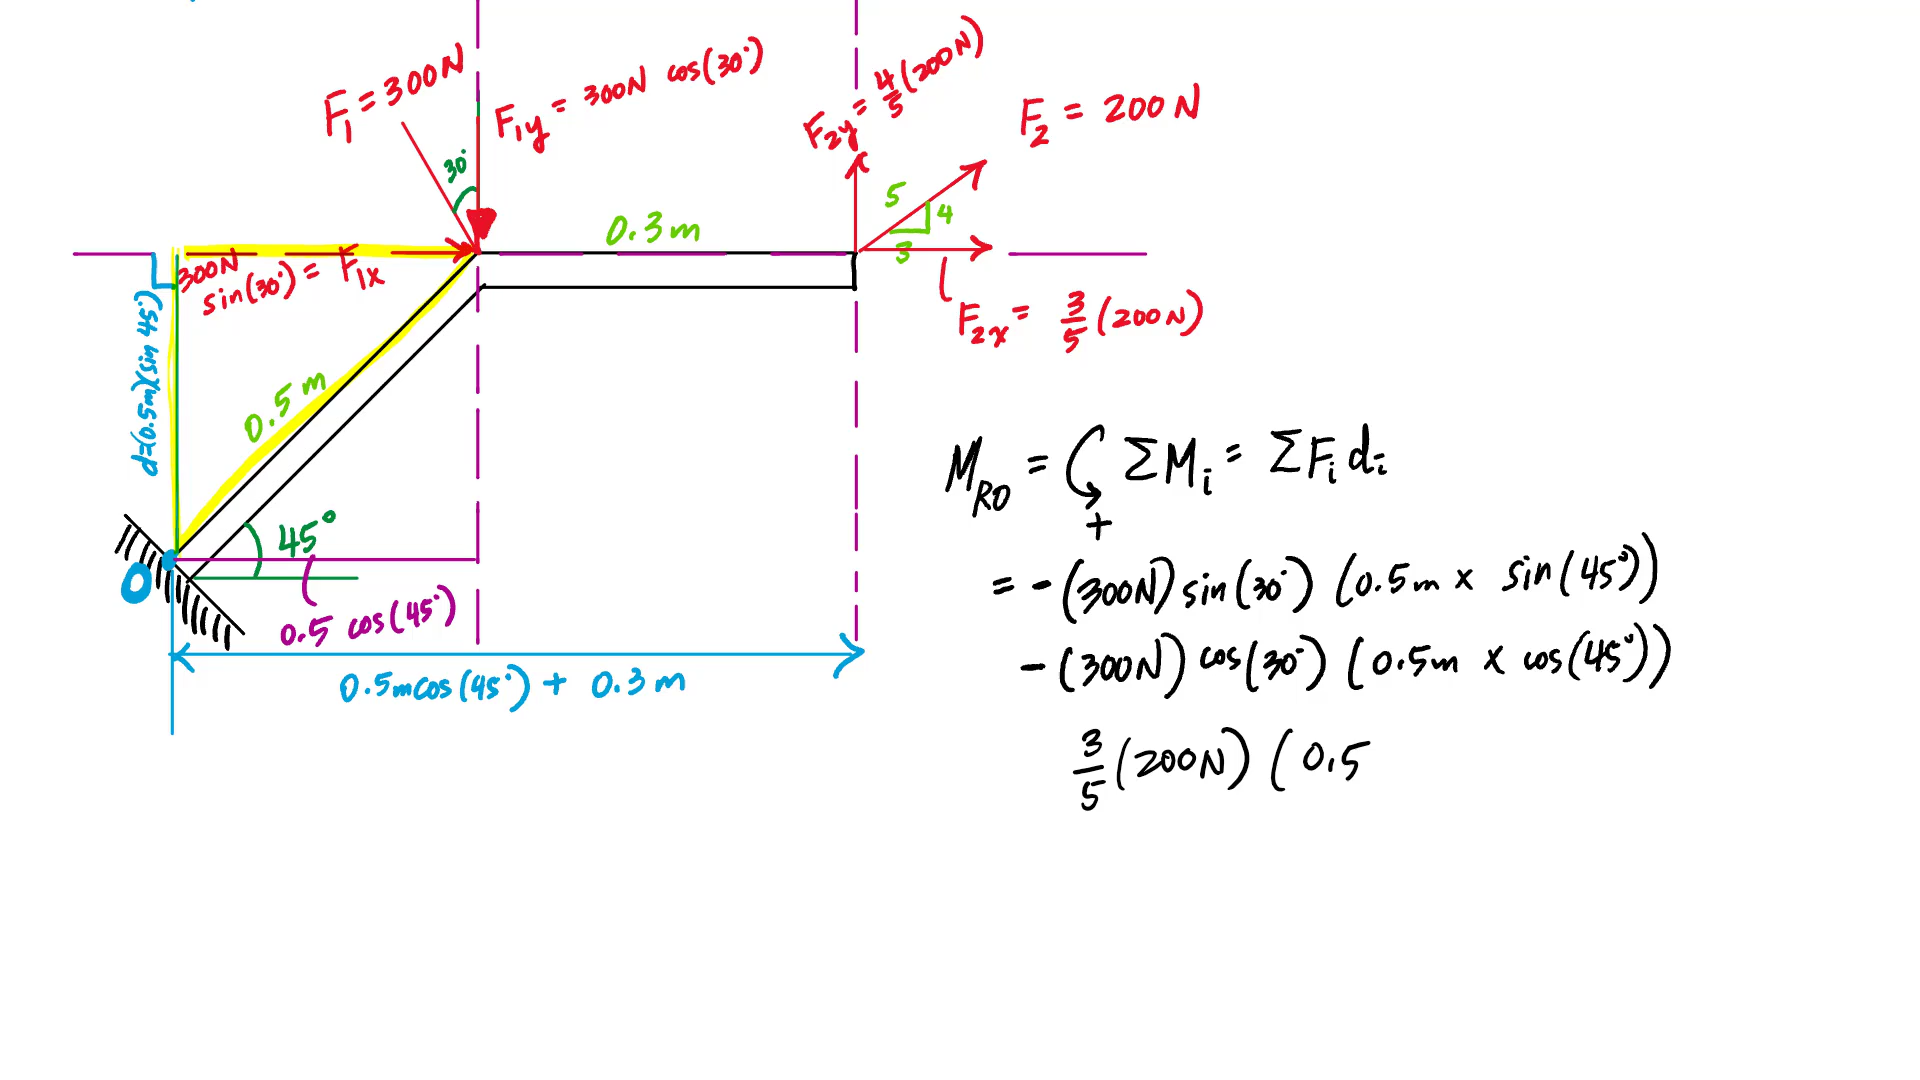 F₁ = 300N
F₁y = 300N cos(30°)
F₂y = 4/5 (200N)
F₂ = 200 N
30°
5
4
3
0.3 m
300N
sin(30°) = F₁x
F₂x = 3/5 (200N)
d=(0.5m)(sin 45°)
0.5 m
45°
O
0.5 cos(45°)
0.5mcos(45°) + 0.3 m
M_RO = ΣMᵢ = ΣFᵢ dᵢ
+
= - (300N) sin(30°) (0.5m x sin(45°))
- (300N) cos(30°) (0.5m x cos(45°))
3/5 (200N) (0.5